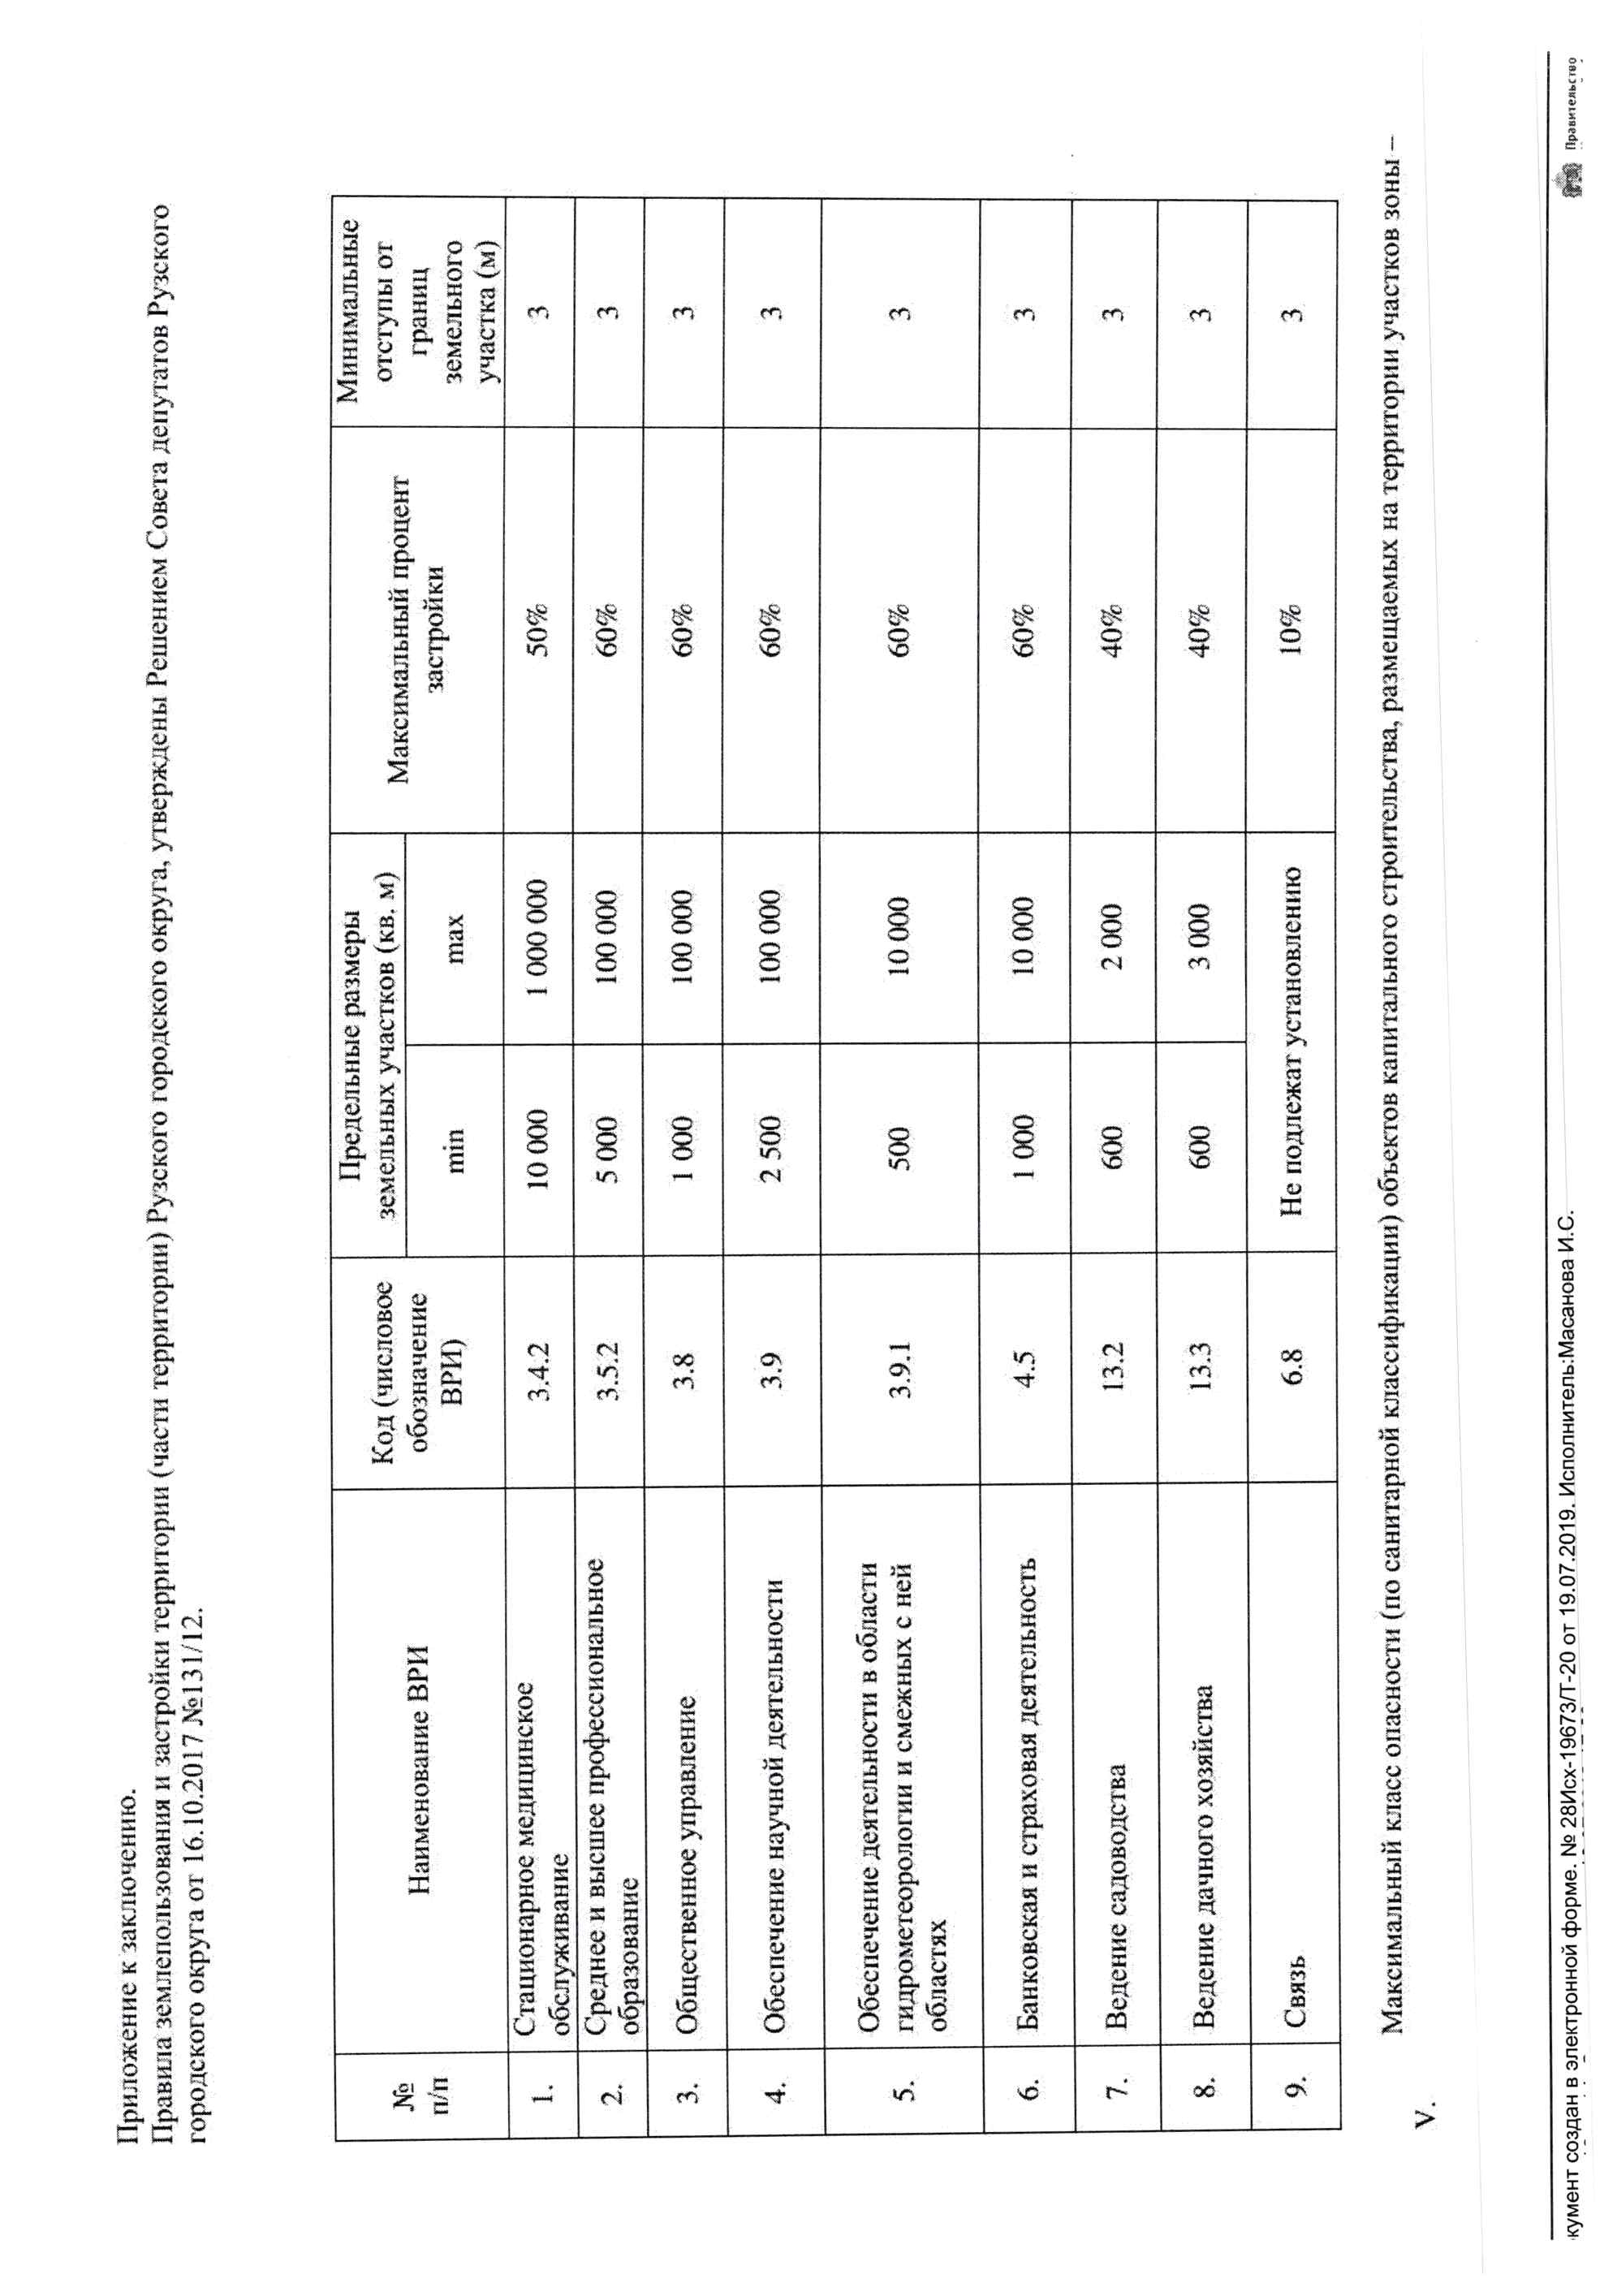 Приложение к заключению.
Правила землепользования и застройки территории (части территории) Рузского городского округа, утверждены Решением Совета депутатов Рузского
городского округа от 16.10.2017 №131/12.
№
п/п
Наименование ВРИ
Код (числовое
обозначение
ВРИ)
Предельные размеры
земельных участков (кв. м)
min
max
Максимальный процент
застройки
Минимальные
отступы от
границ
земельного
участка (м)
1.
Стационарное медицинское
обслуживание
3.4.2
10 000
1 000 000
50%
3
2.
Среднее и высшее профессиональное
образование
3.5.2
5 000
100 000
60%
3
3.
Общественное управление
3.8
1 000
100 000
60%
3
4.
Обеспечение научной деятельности
3.9
2 500
100 000
60%
3
5.
Обеспечение деятельности в области
гидрометеорологии и смежных с ней
областях
3.9.1
500
10 000
60%
3
6.
Банковская и страховая деятельность
4.5
1 000
10 000
60%
3
7.
Ведение садоводства
13.2
600
2 000
40%
3
8.
Ведение дачного хозяйства
13.3
600
3 000
40%
3
9.
Связь
6.8
Не подлежат установлению
10%
3
Максимальный класс опасности (по санитарной классификации) объектов капитального строительства, размещаемых на территории участков зоны –
V.
кумент создан в электронной форме. № 28Исх-19673/Т-20 от 19.07.2019. Исполнитель:Масанова И.С.
Правительство